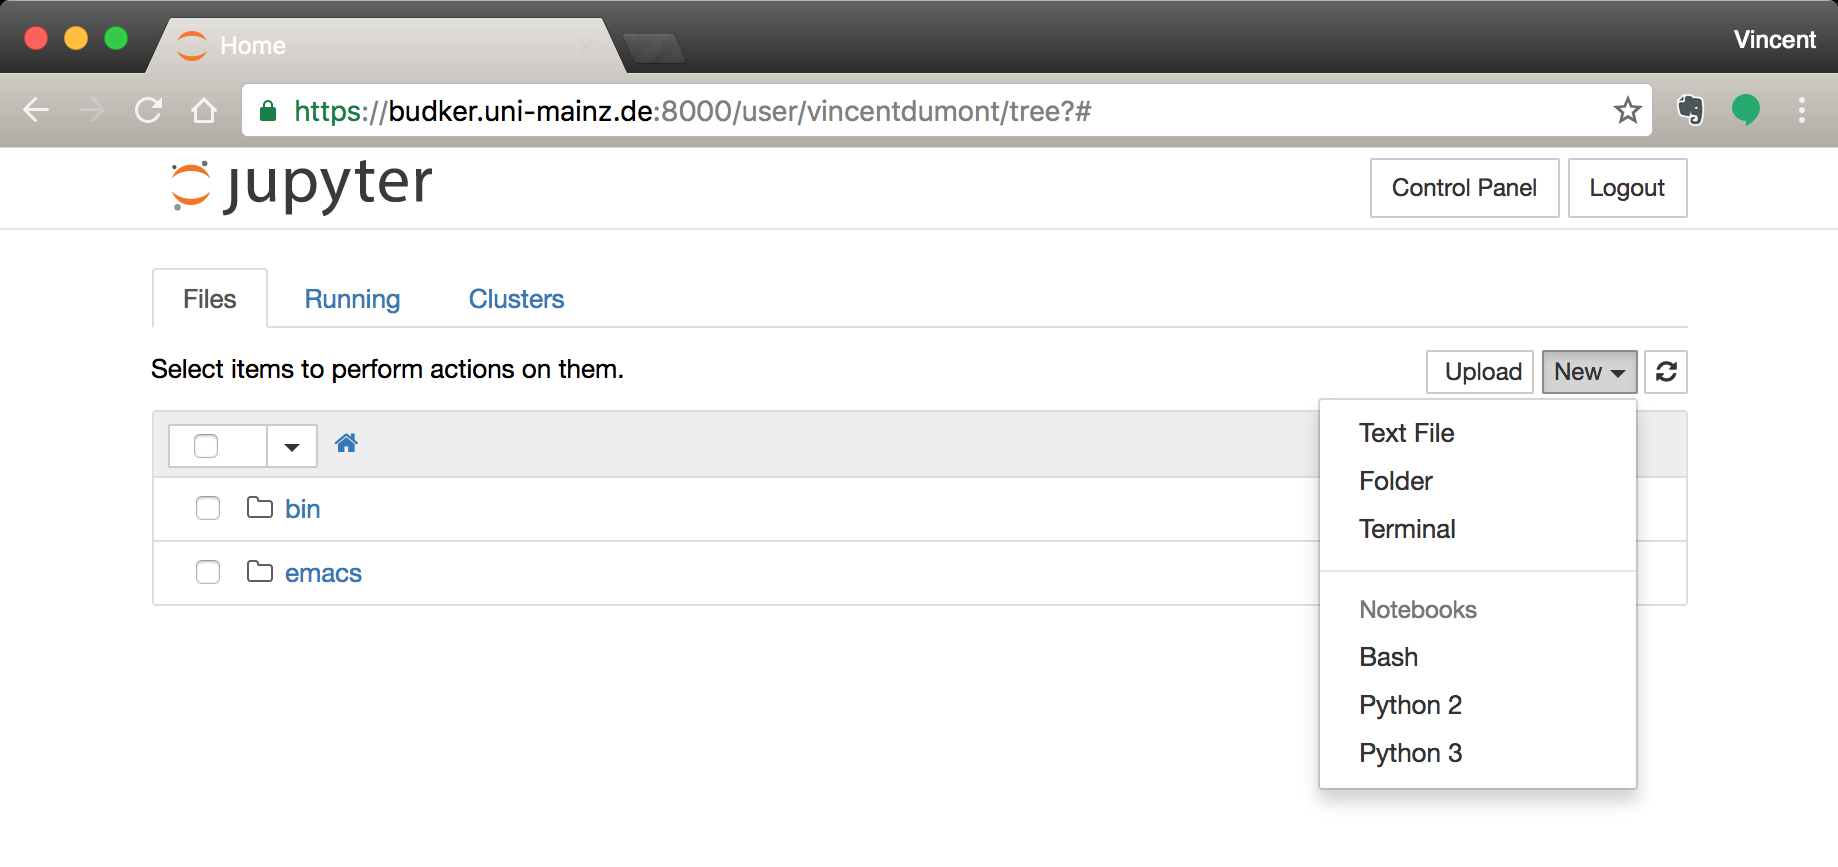 Home
Vincent
https://budker.uni-mainz.de:8000/user/vincentdumont/tree?#
jupyter
Control Panel
Logout
Files
Running
Clusters
Select items to perform actions on them.
Upload
New
Text File
Folder
Terminal
Notebooks
Bash
Python 2
Python 3
bin
emacs